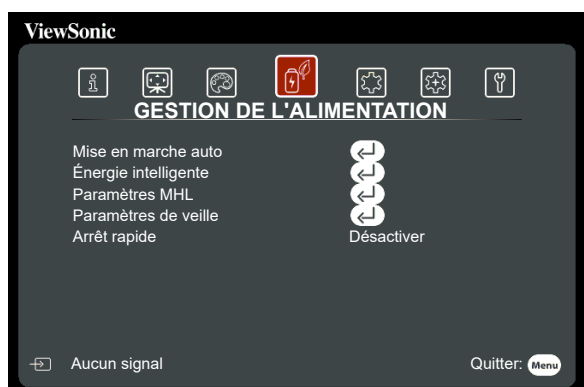 ViewSonic
GESTION DE L'ALIMENTATION
Mise en marche auto
Énergie intelligente
Paramètres MHL
Paramètres de veille
Arrêt rapide Désactiver
Aucun signal Quitter: Menu